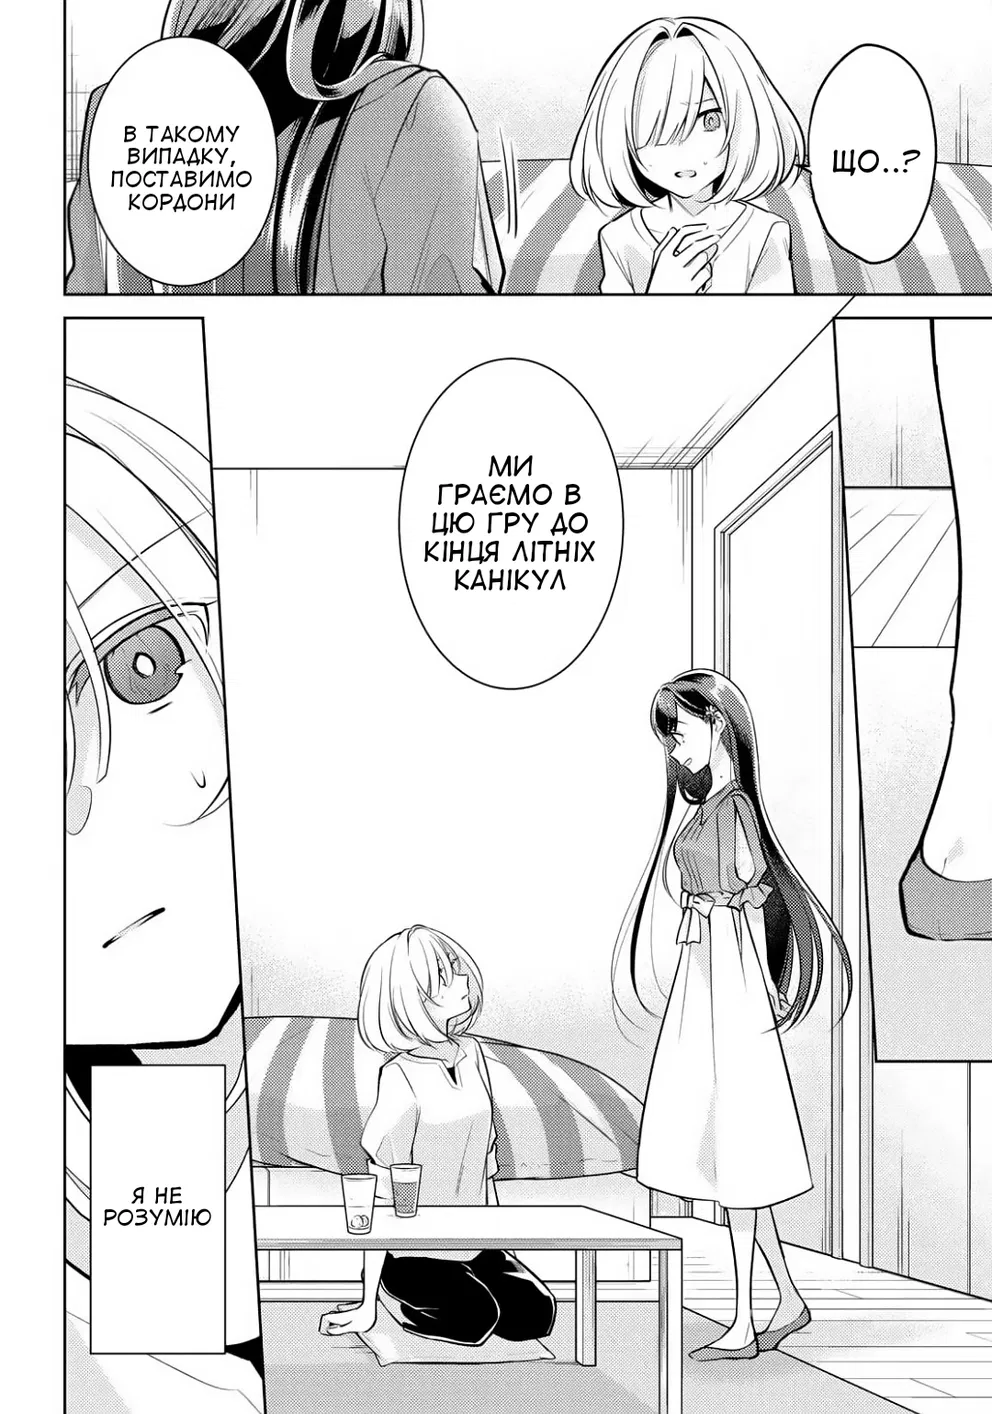 В ТАКОМУ
ВИПАДКУ,
ПОСТАВИМО
КОРДОНИ
ЩО..?
МИ
ГРАЄМО В
ЦЮ ГРУ ДО
КІНЦЯ ЛІТНІХ
КАНІКУЛ
Я НЕ
РОЗУМІЮ